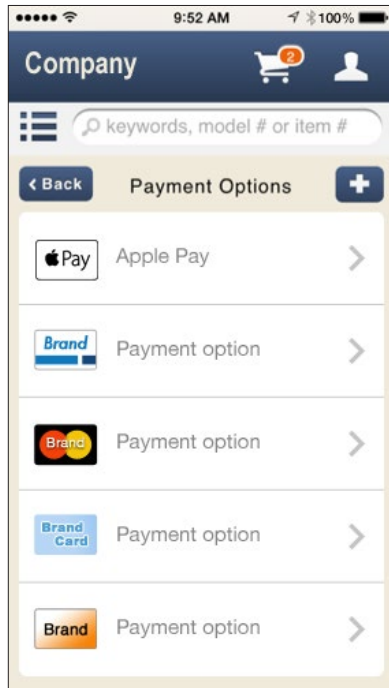 9:52 AM 100%
Company 2
keywords, model # or item #
Back Payment Options
Pay Apple Pay
Brand Payment option
Brand Payment option
Brand
Card Payment option
Brand Payment option